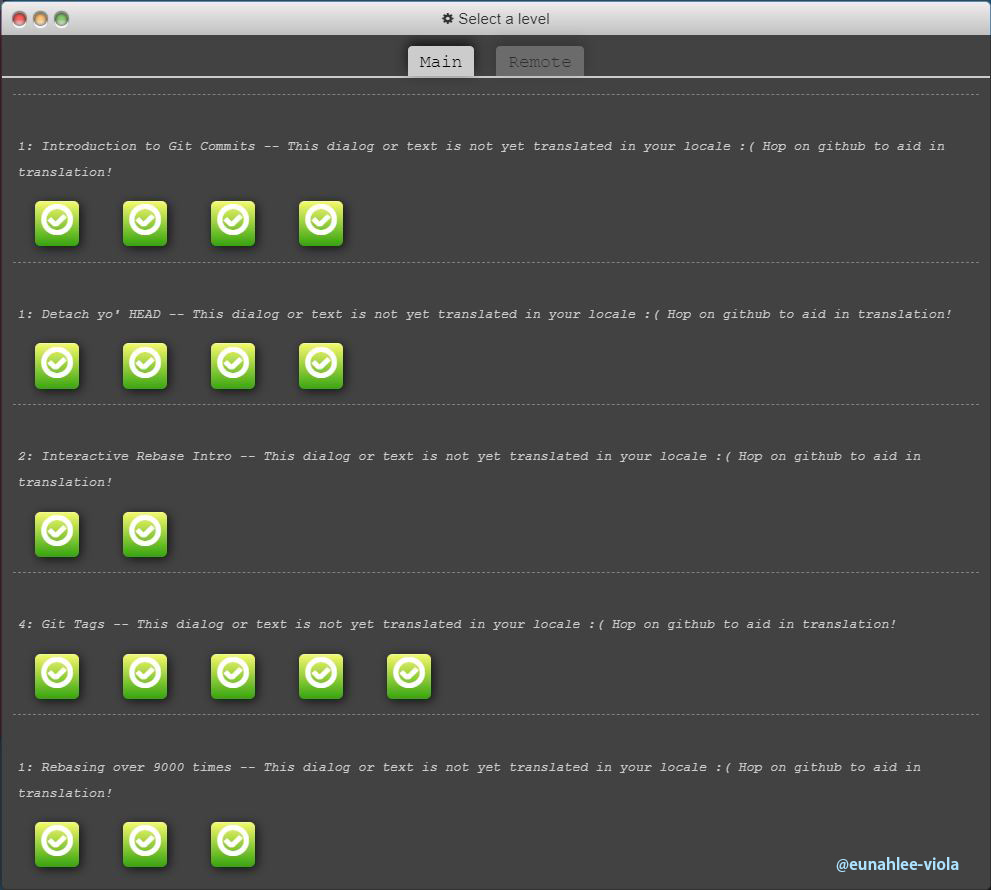 Select a level
Main
Remote
1: Introduction to Git Commits -- This dialog or text is not yet translated in your locale :( Hop on github to aid in
translation!
1: Detach yo' HEAD -- This dialog or text is not yet translated in your locale :( Hop on github to aid in translation!
2: Interactive Rebase Intro -- This dialog or text is not yet translated in your locale :( Hop on github to aid in
translation!
4: Git Tags -- This dialog or text is not yet translated in your locale :( Hop on github to aid in translation!
1: Rebasing over 9000 times -- This dialog or text is not yet translated in your locale :( Hop on github to aid in
translation!
@eunahlee-viola